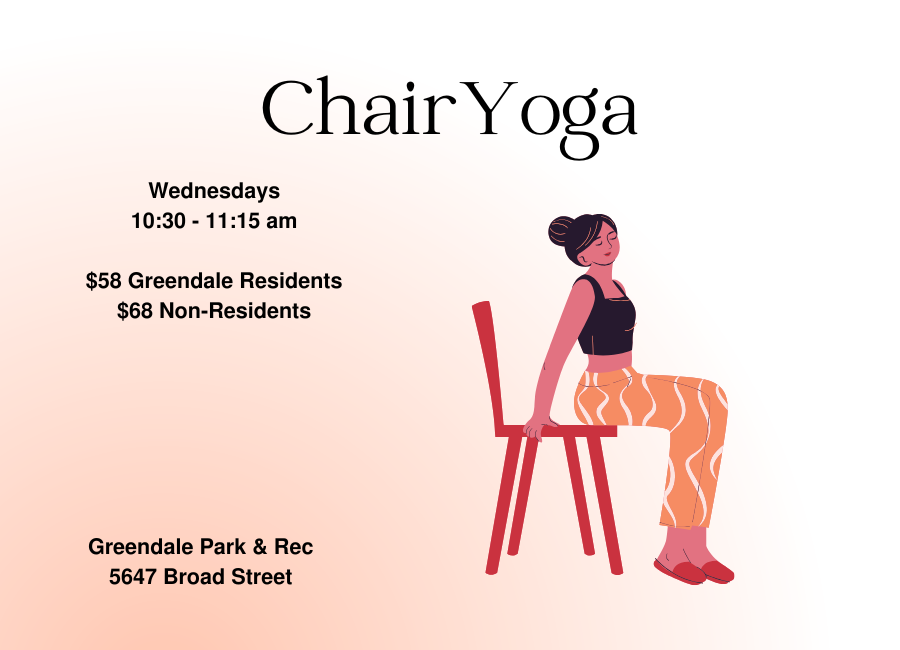 Chair Yoga
Wednesdays
10:30 - 11:15 am
$58 Greendale Residents
$68 Non-Residents
Greendale Park & Rec
5647 Broad Street